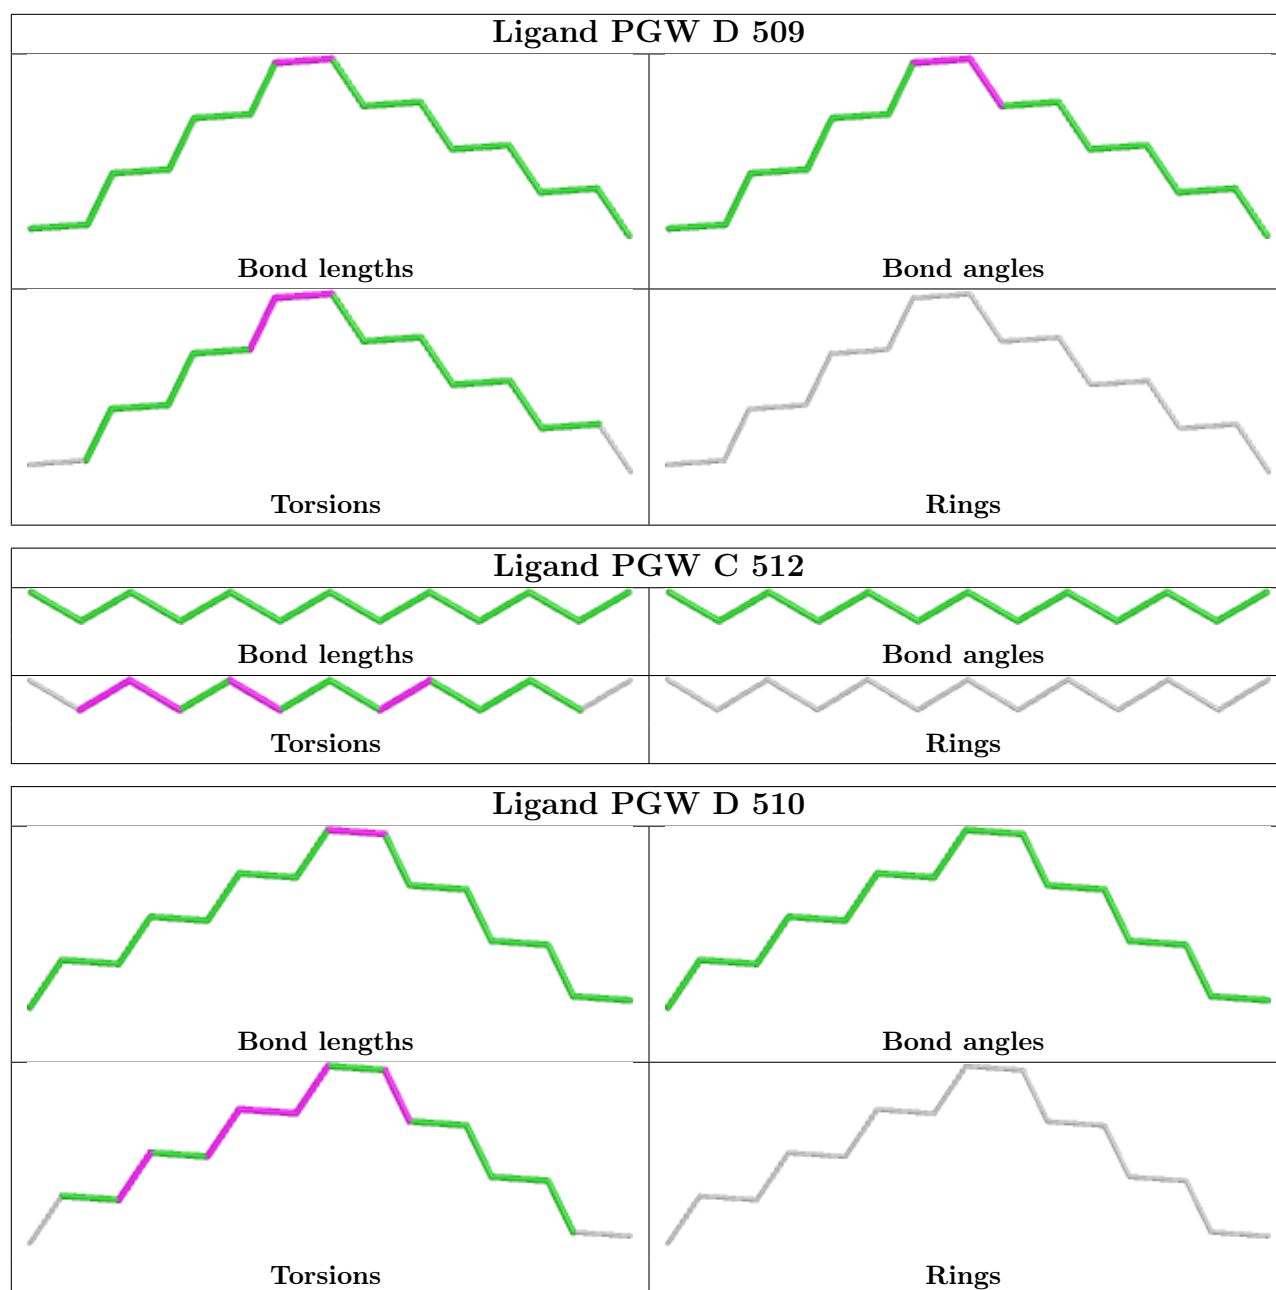 Ligand PGW D 509
Bond lengths
Bond angles
Torsions
Rings
Ligand PGW C 512
Bond lengths
Bond angles
Torsions
Rings
Ligand PGW D 510
Bond lengths
Bond angles
Torsions
Rings